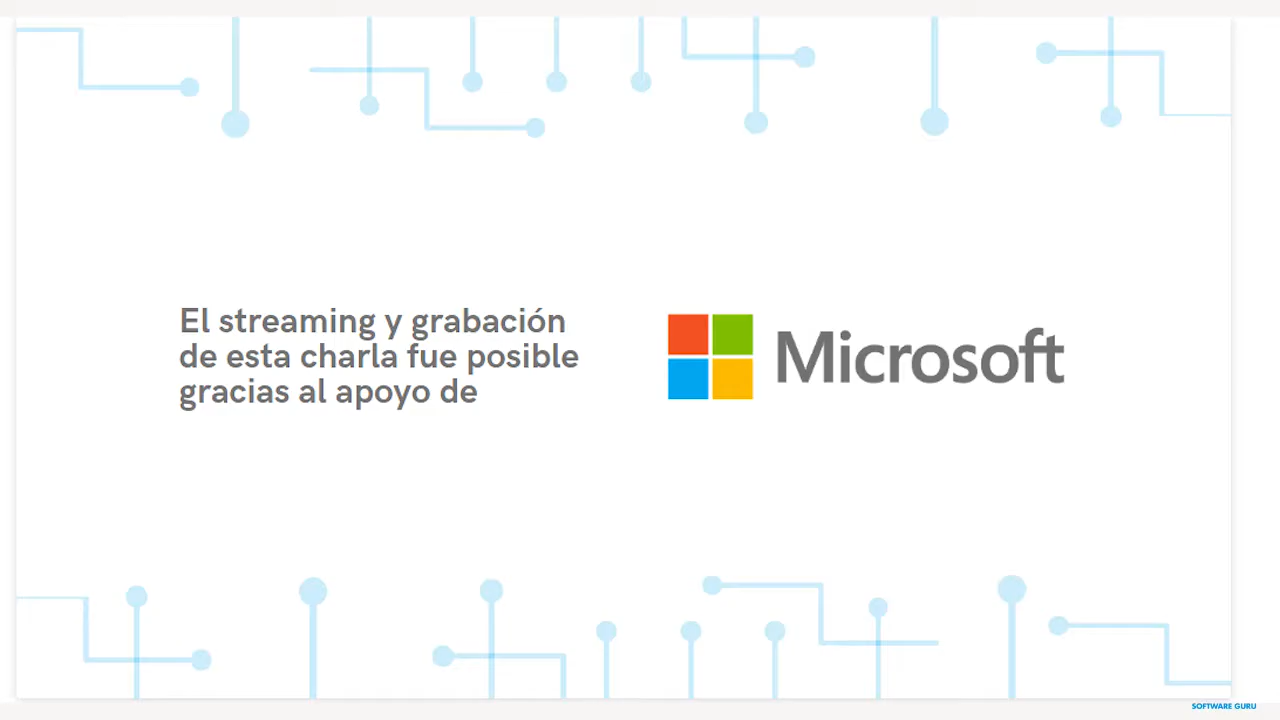 El streaming y grabación
de esta charla fue posible
gracias al apoyo de
Microsoft
SOFTWARE GURU